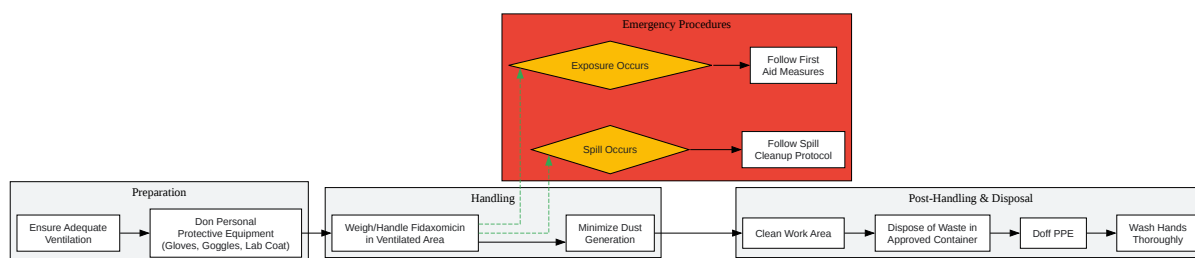 Emergency Procedures
Exposure Occurs
Follow First
Aid Measures
Spill Occurs
Follow Spill
Cleanup Protocol
Preparation
Ensure Adequate
Ventilation
Don Personal
Protective Equipment
(Gloves, Goggles, Lab Coat)
Handling
Weigh/Handle Fidaxomicin
in Ventilated Area
Minimize Dust
Generation
Post-Handling & Disposal
Clean Work Area
Dispose of Waste in
Approved Container
Doff PPE
Wash Hands
Thoroughly